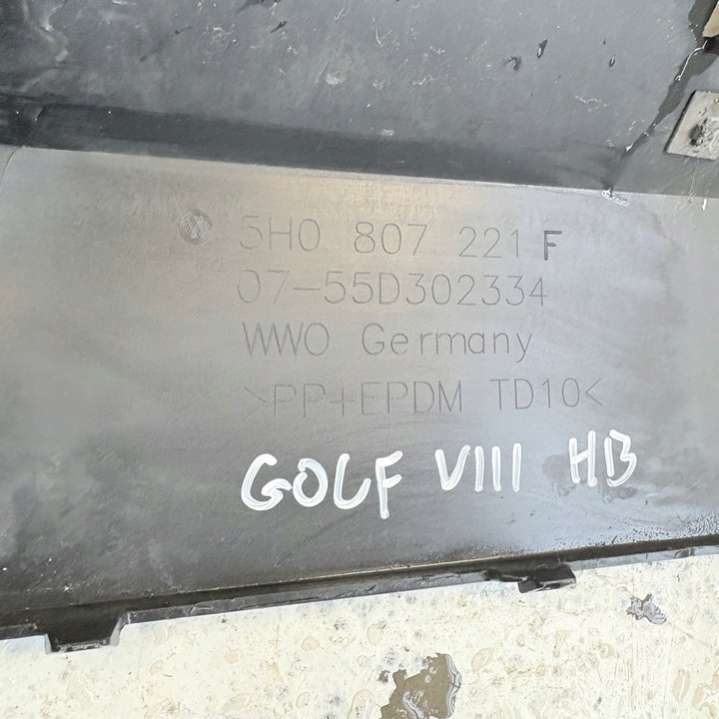 5H0 807 221 F
07-55D302334
WWO Germany
>PP+EPDM TD10<
GOLF VIII HB